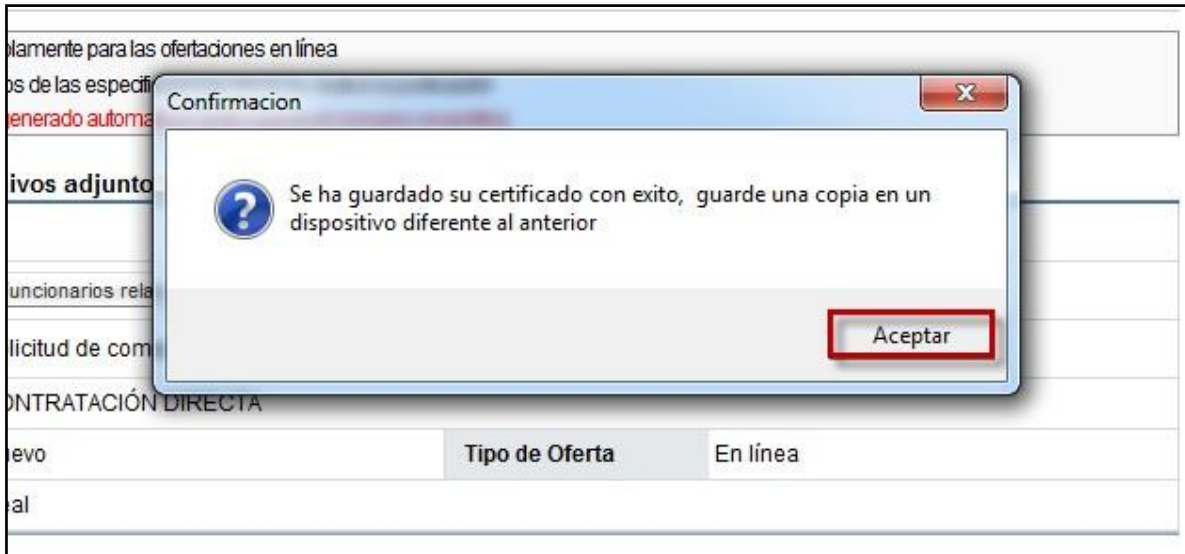 lamente para las ofertaciones en línea
os de las especifi
Confirmacion
generado automa
Se ha guardado su certificado con exito, guarde una copia en un
dispositivo diferente al anterior
ivos adjunto
uncionarios rela
Aceptar
licitud de com
ONTRATACIÓN DIRECTA
evo Tipo de Oferta En línea
al